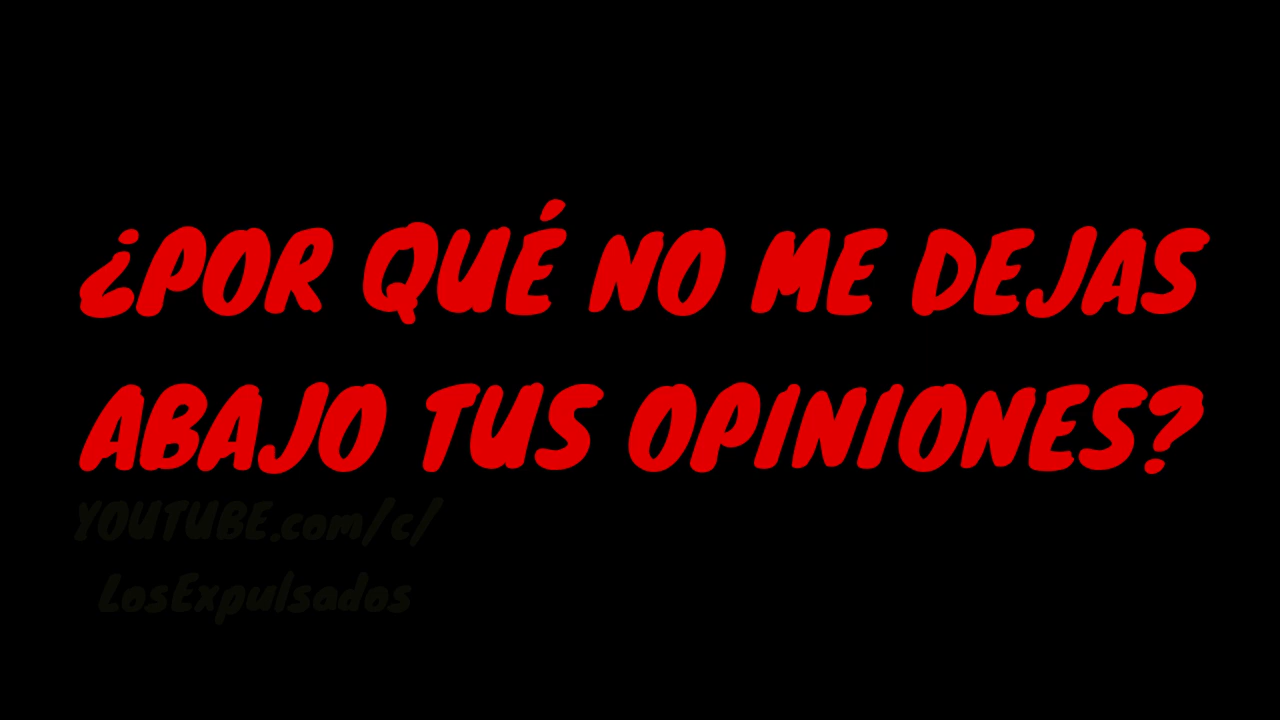 ¿POR QUÉ NO ME DEJAS
ABAJO TUS OPINIONES?
YOUTUBE.com/c/
LosExpulsados